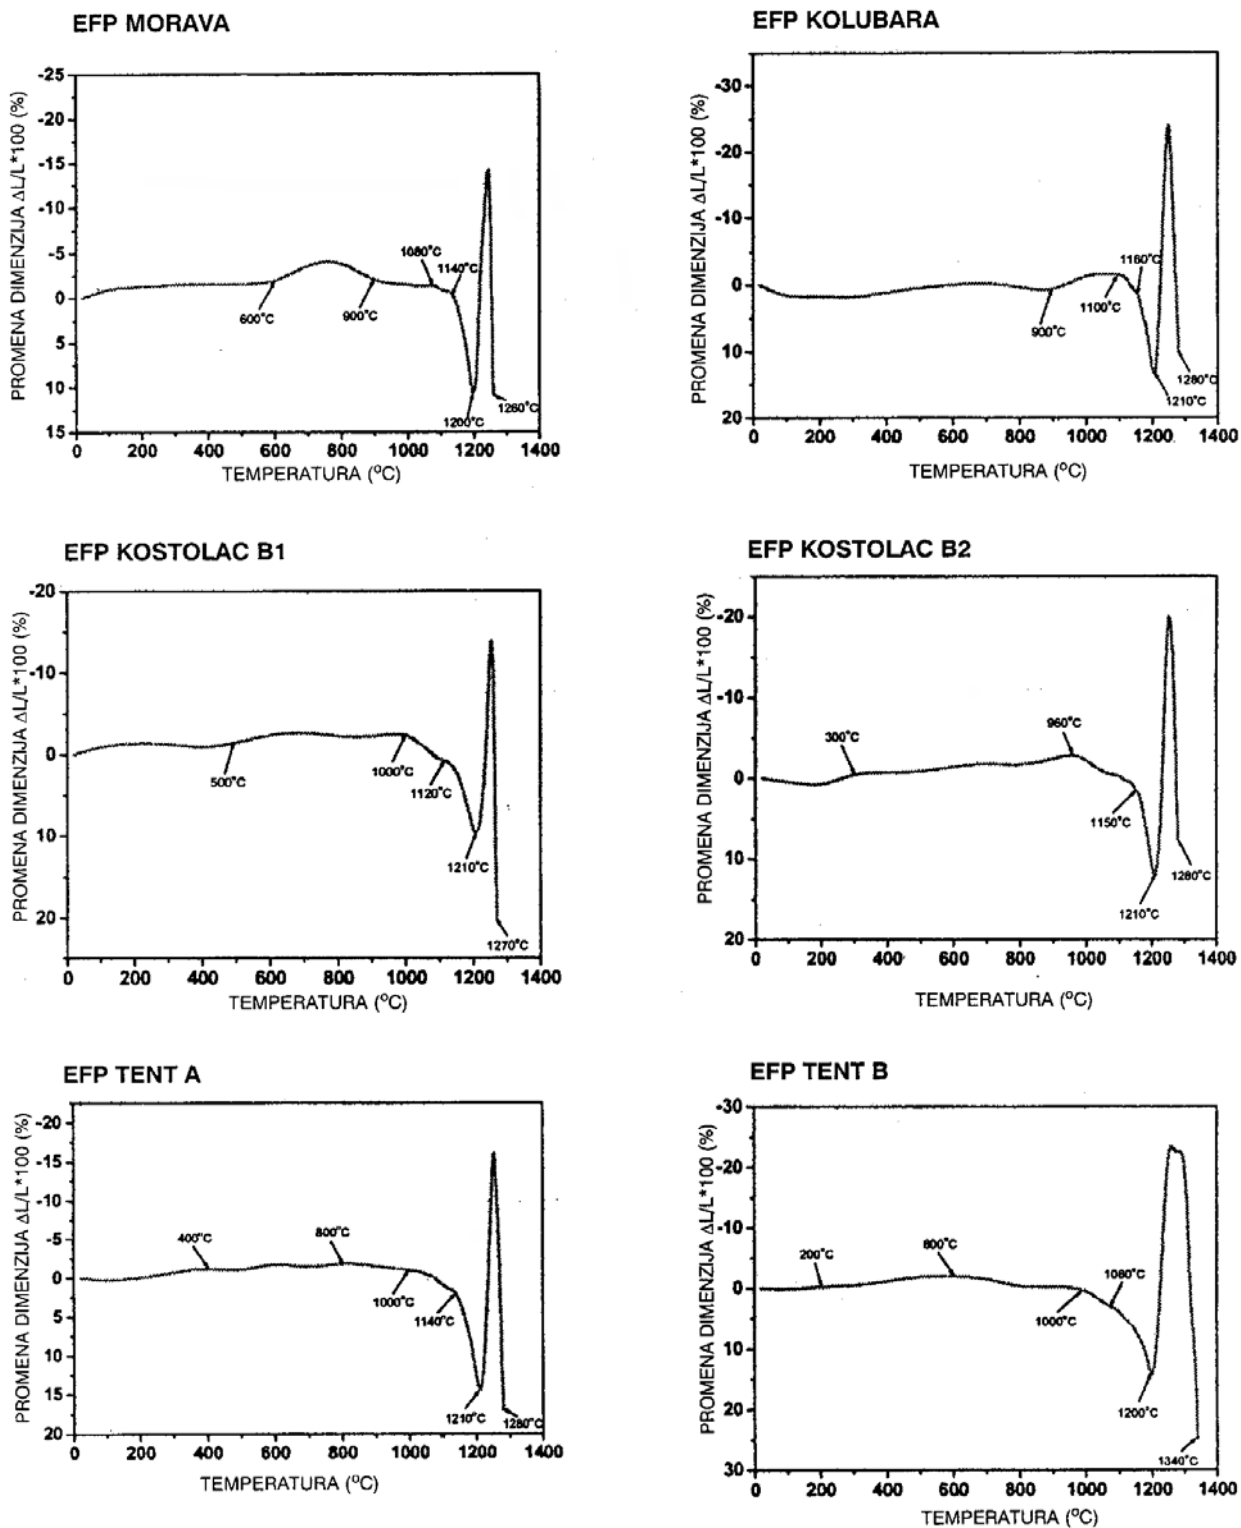 EFP MORAVA
PROMENA DIMENZIJA ΔL/L*100 (%)
-25
-20
-15
-10
-5
0
5
10
15
600°C
900°C
1080°C
1140°C
1200°C
1260°C
0 200 400 600 800 1000 1200 1400
TEMPERATURA (°C)
EFP KOLUBARA
PROMENA DIMENZIJA ΔL/L*100 (%)
-30
-20
-10
0
10
20
900°C
1100°C
1160°C
1280°C
1210°C
0 200 400 600 800 1000 1200 1400
TEMPERATURA (°C)
EFP KOSTOLAC B1
PROMENA DIMENZIJA ΔL/L*100 (%)
-20
-10
0
10
20
500°C
1000°C
1120°C
1210°C
1270°C
0 200 400 600 800 1000 1200 1400
TEMPERATURA (°C)
EFP KOSTOLAC B2
PROMENA DIMENZIJA ΔL/L*100 (%)
-20
-10
0
10
20
300°C
960°C
1150°C
1210°C
1280°C
0 200 400 600 800 1000 1200 1400
TEMPERATURA (°C)
EFP TENT A
PROMENA DIMENZIJA ΔL/L*100 (%)
-20
-15
-10
-5
0
5
10
15
20
400°C
800°C
1000°C
1140°C
1210°C
1280°C
0 200 400 600 800 1000 1200 1400
TEMPERATURA (°C)
EFP TENT B
PROMENA DIMENZIJA ΔL/L*100 (%)
-30
-20
-10
0
10
20
30
200°C
800°C
1000°C
1080°C
1200°C
1340°C
0 200 400 600 800 1000 1200 1400
TEMPERATURA (°C)